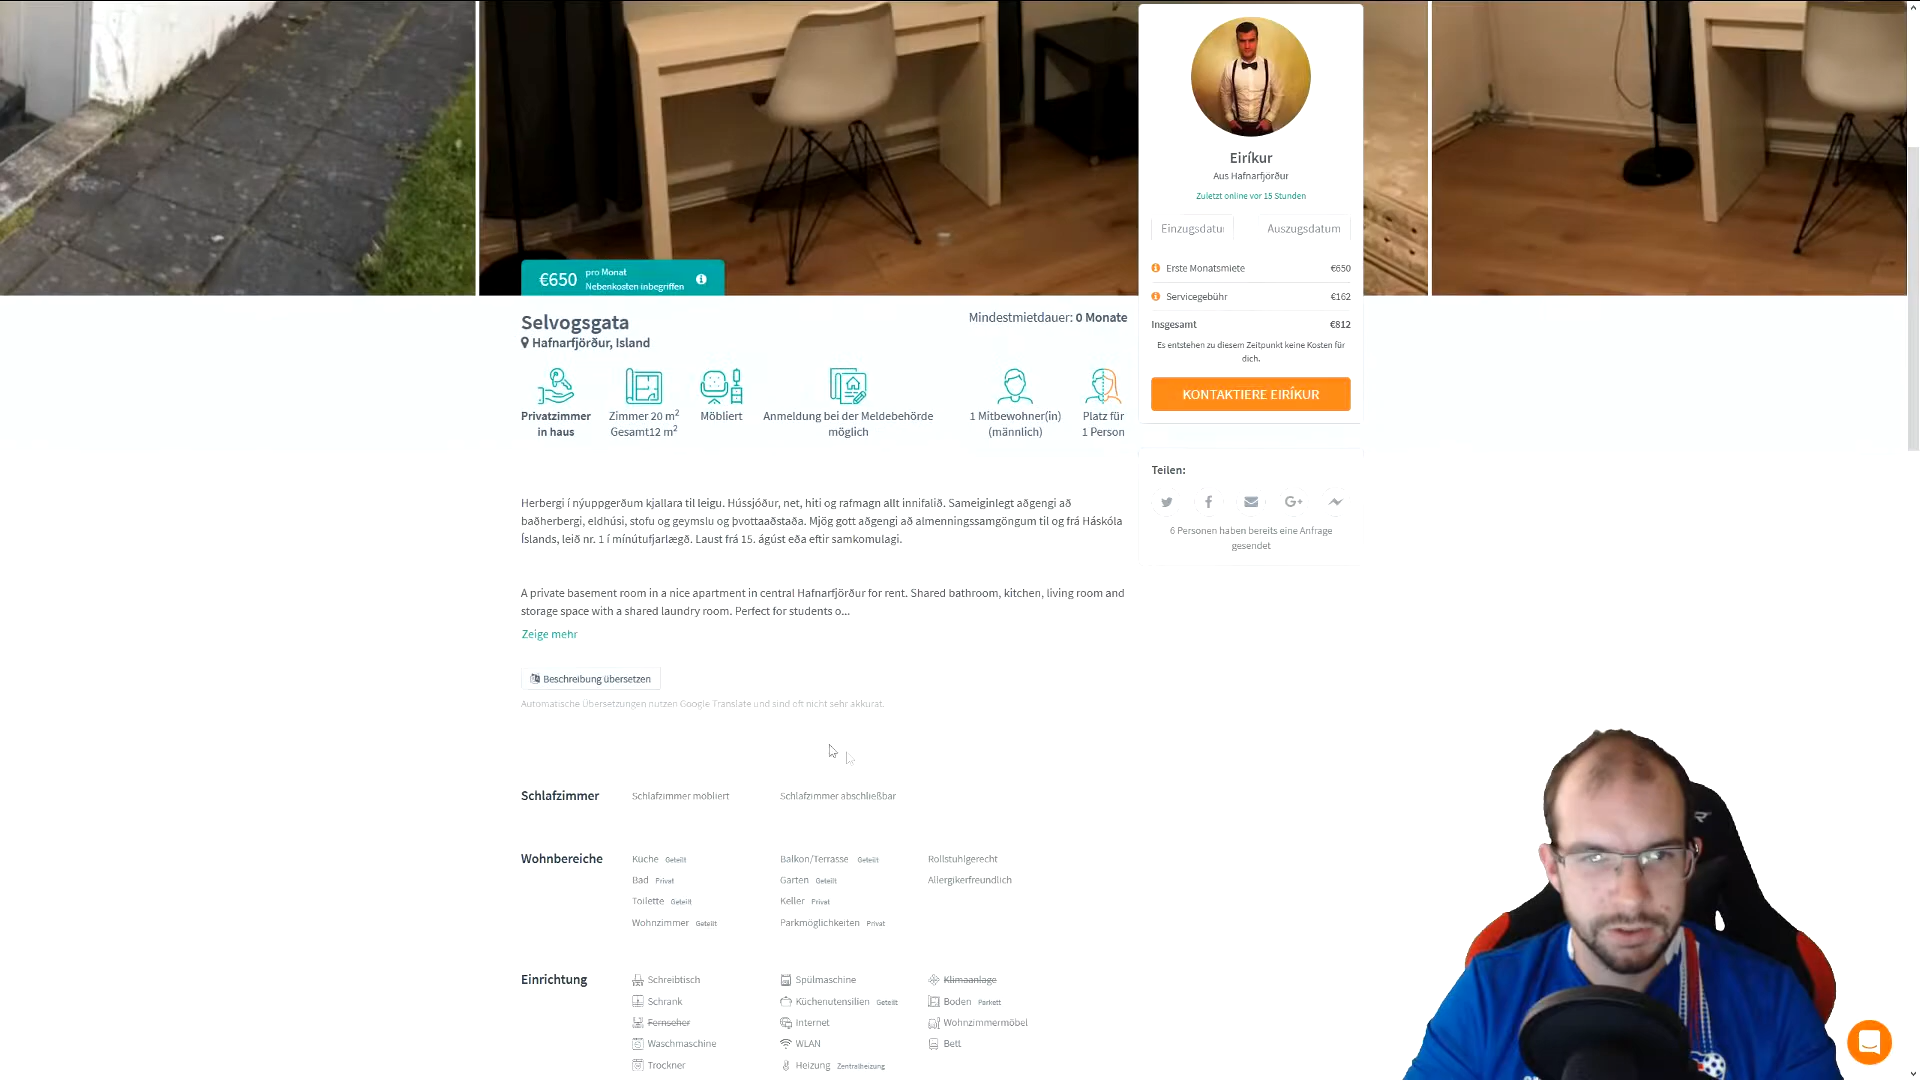 €650
pro Monat
Nebenkosten inbegriffen
Selvogsgata
Hafnarfjörður, Island
Mindestmietdauer: 0 Monate
Privatzimmer
in haus
Zimmer 20 m²
Gesamt12 m²
Möbliert
Anmeldung bei der Meldebehörde
möglich
1 Mitbewohner(in)
(männlich)
Platz für
1 Person
Herbergi í nýuppgerðum kjallara til leigu. Hússjóður, net, hiti og rafmagn allt innifalið. Sameiginlegt aðgengi að
baðherbergi, eldhúsi, stofu og geymslu og þvottaaðstaða. Mjög gott aðgengi að almenningssamgöngum til og frá Háskóla
Íslands, leið nr. 1 í mínútufjarlægð. Laust frá 15. ágúst eða eftir samkomulagi.
A private basement room in a nice apartment in central Hafnarfjörður for rent. Shared bathroom, kitchen, living room and
storage space with a shared laundry room. Perfect for students o...
Zeige mehr
Beschreibung übersetzen
Automatische Übersetzungen nutzen Google Translate und sind oft nicht sehr akkurat.
Schlafzimmer
Schlafzimmer möbliert
Schlafzimmer abschließbar
Wohnbereiche
Küche Geteilt
Balkon/Terrasse Geteilt
Rollstuhlgerecht
Bad Privat
Garten Geteilt
Allergikerfreundlich
Toilette Geteilt
Keller Privat
Wohnzimmer Geteilt
Parkmöglichkeiten Privat
Einrichtung
Schreibtisch
Spülmaschine
Klimaanlage
Schrank
Küchenutensilien Geteilt
Boden Parkett
Fernseher
Internet
Wohnzimmermöbel
Waschmaschine
WLAN
Bett
Trockner
Heizung Zentralheizung
Eiríkur
Aus Hafnarfjörður
Zuletzt online vor 15 Stunden
Einzugsdatu
Auszugsdatum
Erste Monatsmiete €650
Servicegebühr €162
Insgesamt €812
Es entstehen zu diesem Zeitpunkt keine Kosten für
dich.
KONTAKTIERE EIRÍKUR
Teilen:
G+
6 Personen haben bereits eine Anfrage
gesendet